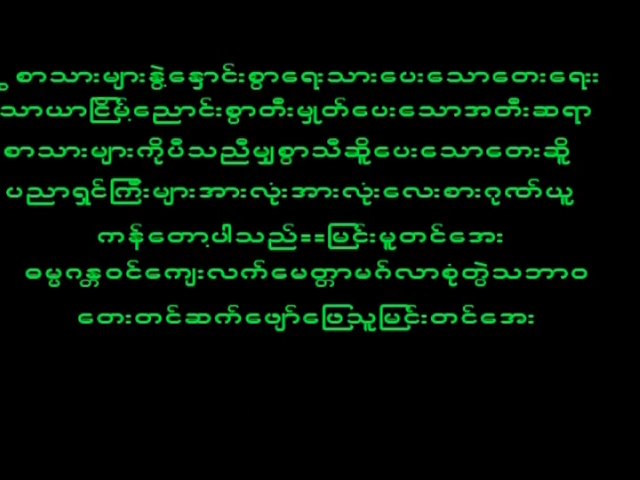 စာသားများနွဲ့နှောင်းစွာရေးသားပေးသောတေးရေး
သာယာငြိမ့်ညောင်းစွာတီးမှုတ်ပေးသောအတီးဆရာ
စာသားများကိုပီသညီမျှစွာသီဆိုပေးသောတေးဆို
ပညာရှင်ကြီးများအားလုံးအားလုံးလေးစားဂုဏ်ယူ
ကန်တော့ပါသည်==မြင်းမူတင်အေး
ဓမ္မဂန္တဝင်ကျေးလက်မေတ္တာမဂ်လာစုံတွဲသဘာဝ
တေးတင်ဆက်ဖျော်ဖြေသူမြင်းတင်အေး